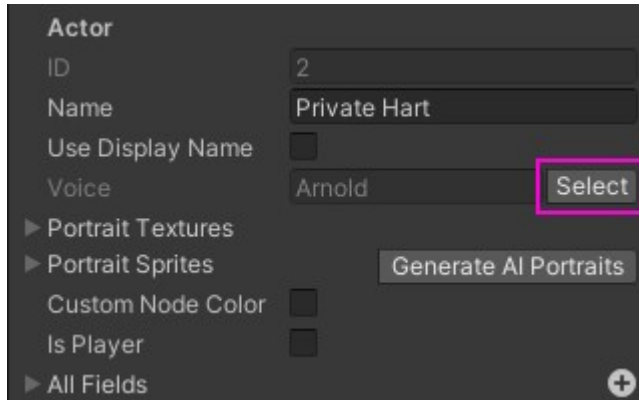 Actor
ID 2
Name Private Hart
Use Display Name
Voice Arnold Select
Portrait Textures
Portrait Sprites Generate AI Portraits
Custom Node Color
Is Player
All Fields